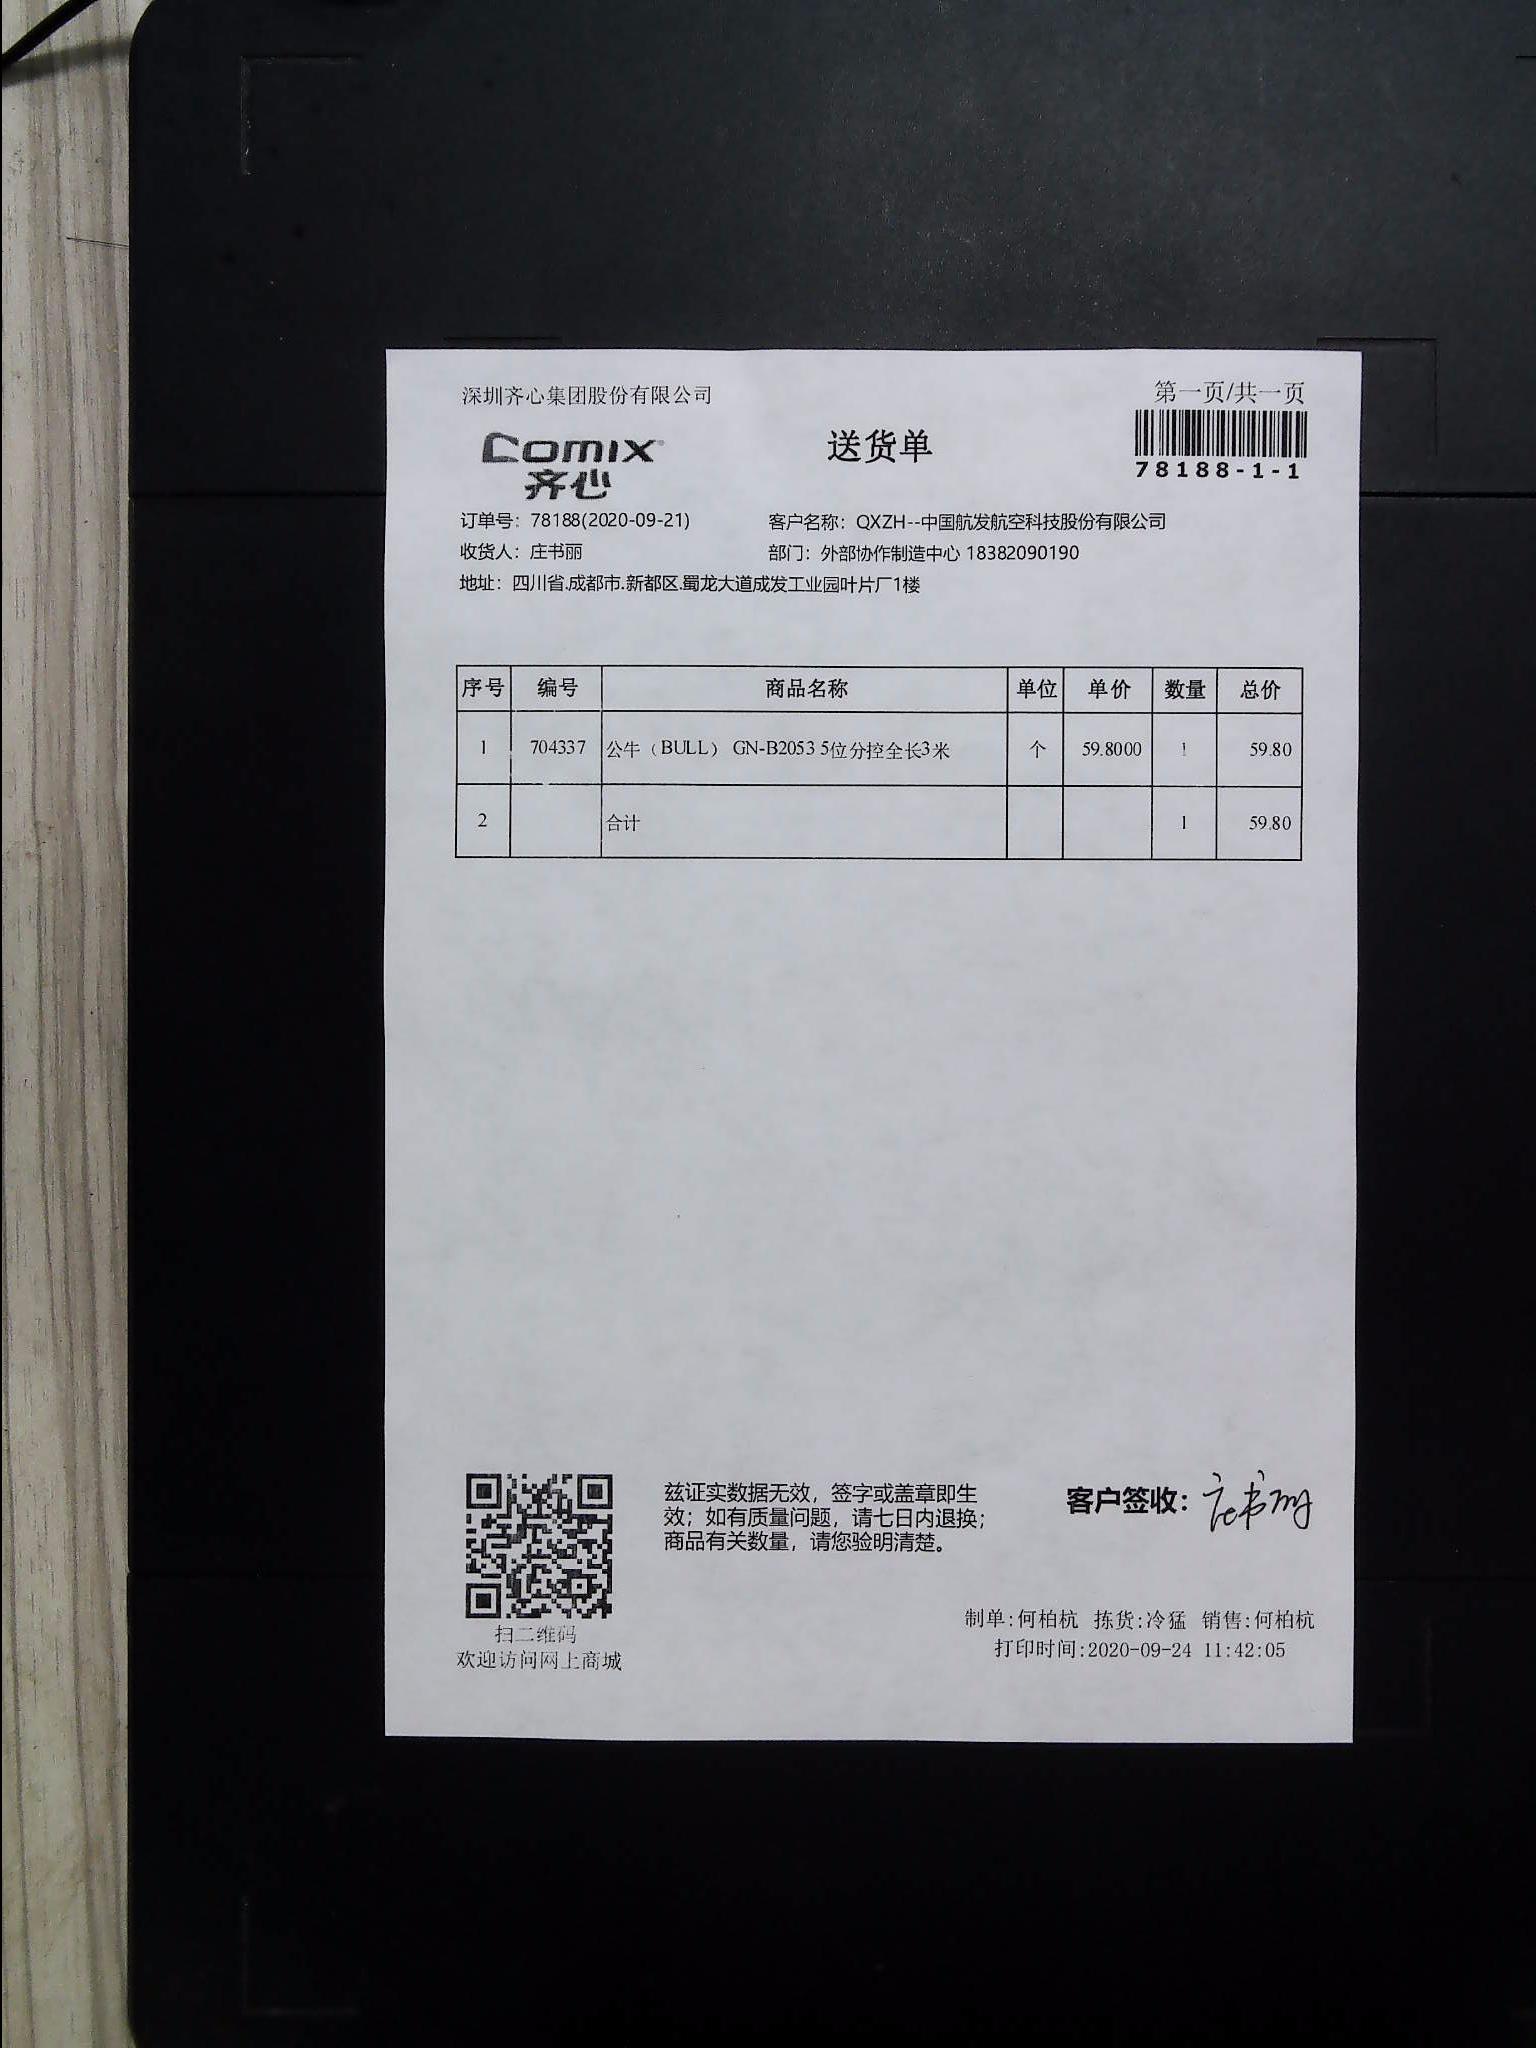 深圳齐心集团股份有限公司
第一页/共一页
COMIX
齐心
送货单
78188-1-1
订单号：78188(2020-09-21)
客户名称：QXZH--中国航发航空科技股份有限公司
收货人：庄书丽
部门：外部协作制造中心 18382090190
地址：四川省.成都市.新都区.蜀龙大道成发工业园叶片厂1楼
序号 编号 商品名称 单位 单价 数量 总价
1 704337 公牛（BULL） GN-B2053 5位分控全长3米 个 59.8000 1 59.80
2 合计 1 59.80
兹证实数据无效，签字或盖章即生
效；如有质量问题，请七日内退换；
商品有关数量，请您验明清楚。
客户签收：庄书丽
扫二维码
欢迎访问网上商城
制单:何柏杭 拣货:冷猛 销售:何柏杭
打印时间:2020-09-24 11:42:05